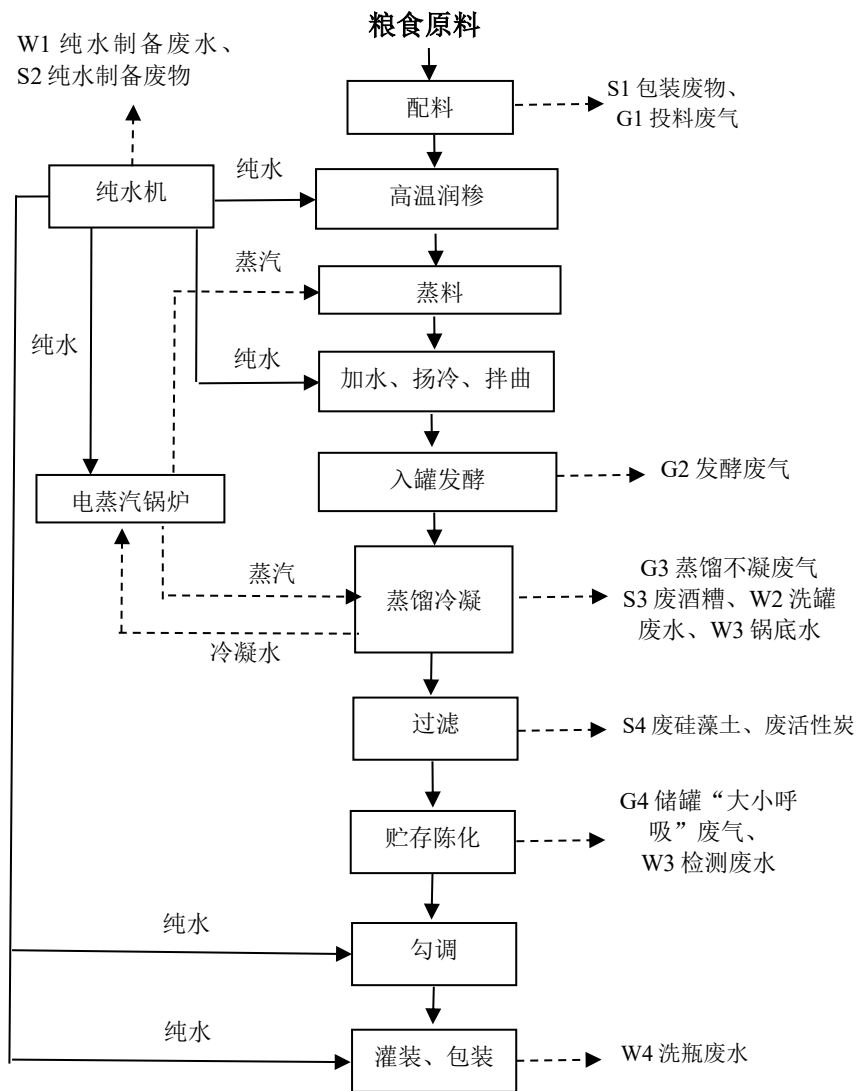 粮食原料
W1 纯水制备废水、
S2 纯水制备废物
配料
S1 包装废物、
G1 投料废气
纯水机
纯水
高温润糁
蒸汽
蒸料
纯水
纯水
加水、扬冷、拌曲
电蒸汽锅炉
入罐发酵
G2 发酵废气
蒸汽
冷凝水
蒸馏冷凝
G3 蒸馏不凝废气
S3 废酒糟、W2 洗罐
废水、W3 锅底水
过滤
S4 废硅藻土、废活性炭
贮存陈化
G4 储罐“大小呼
吸”废气、
W3 检测废水
纯水
勾调
纯水
灌装、包装
W4 洗瓶废水